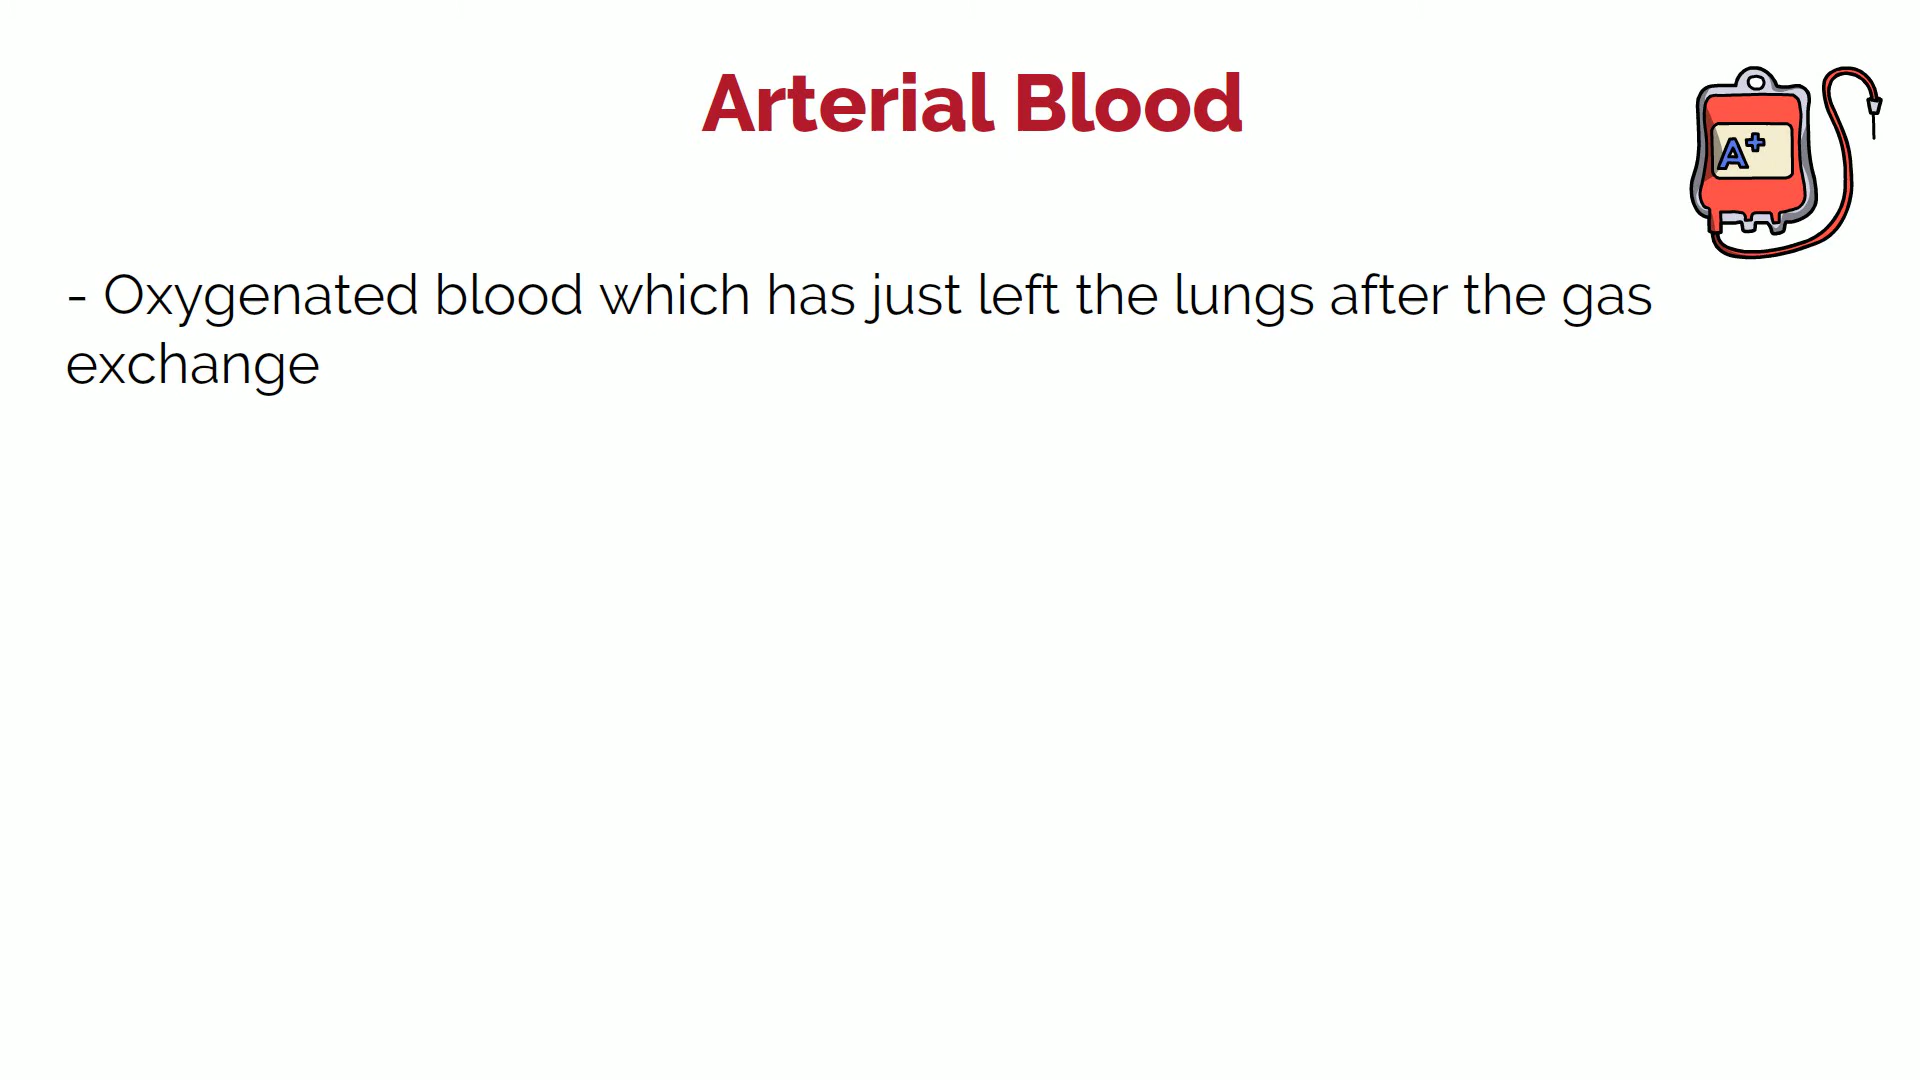 Arterial Blood
A+
- Oxygenated blood which has just left the lungs after the gas
exchange